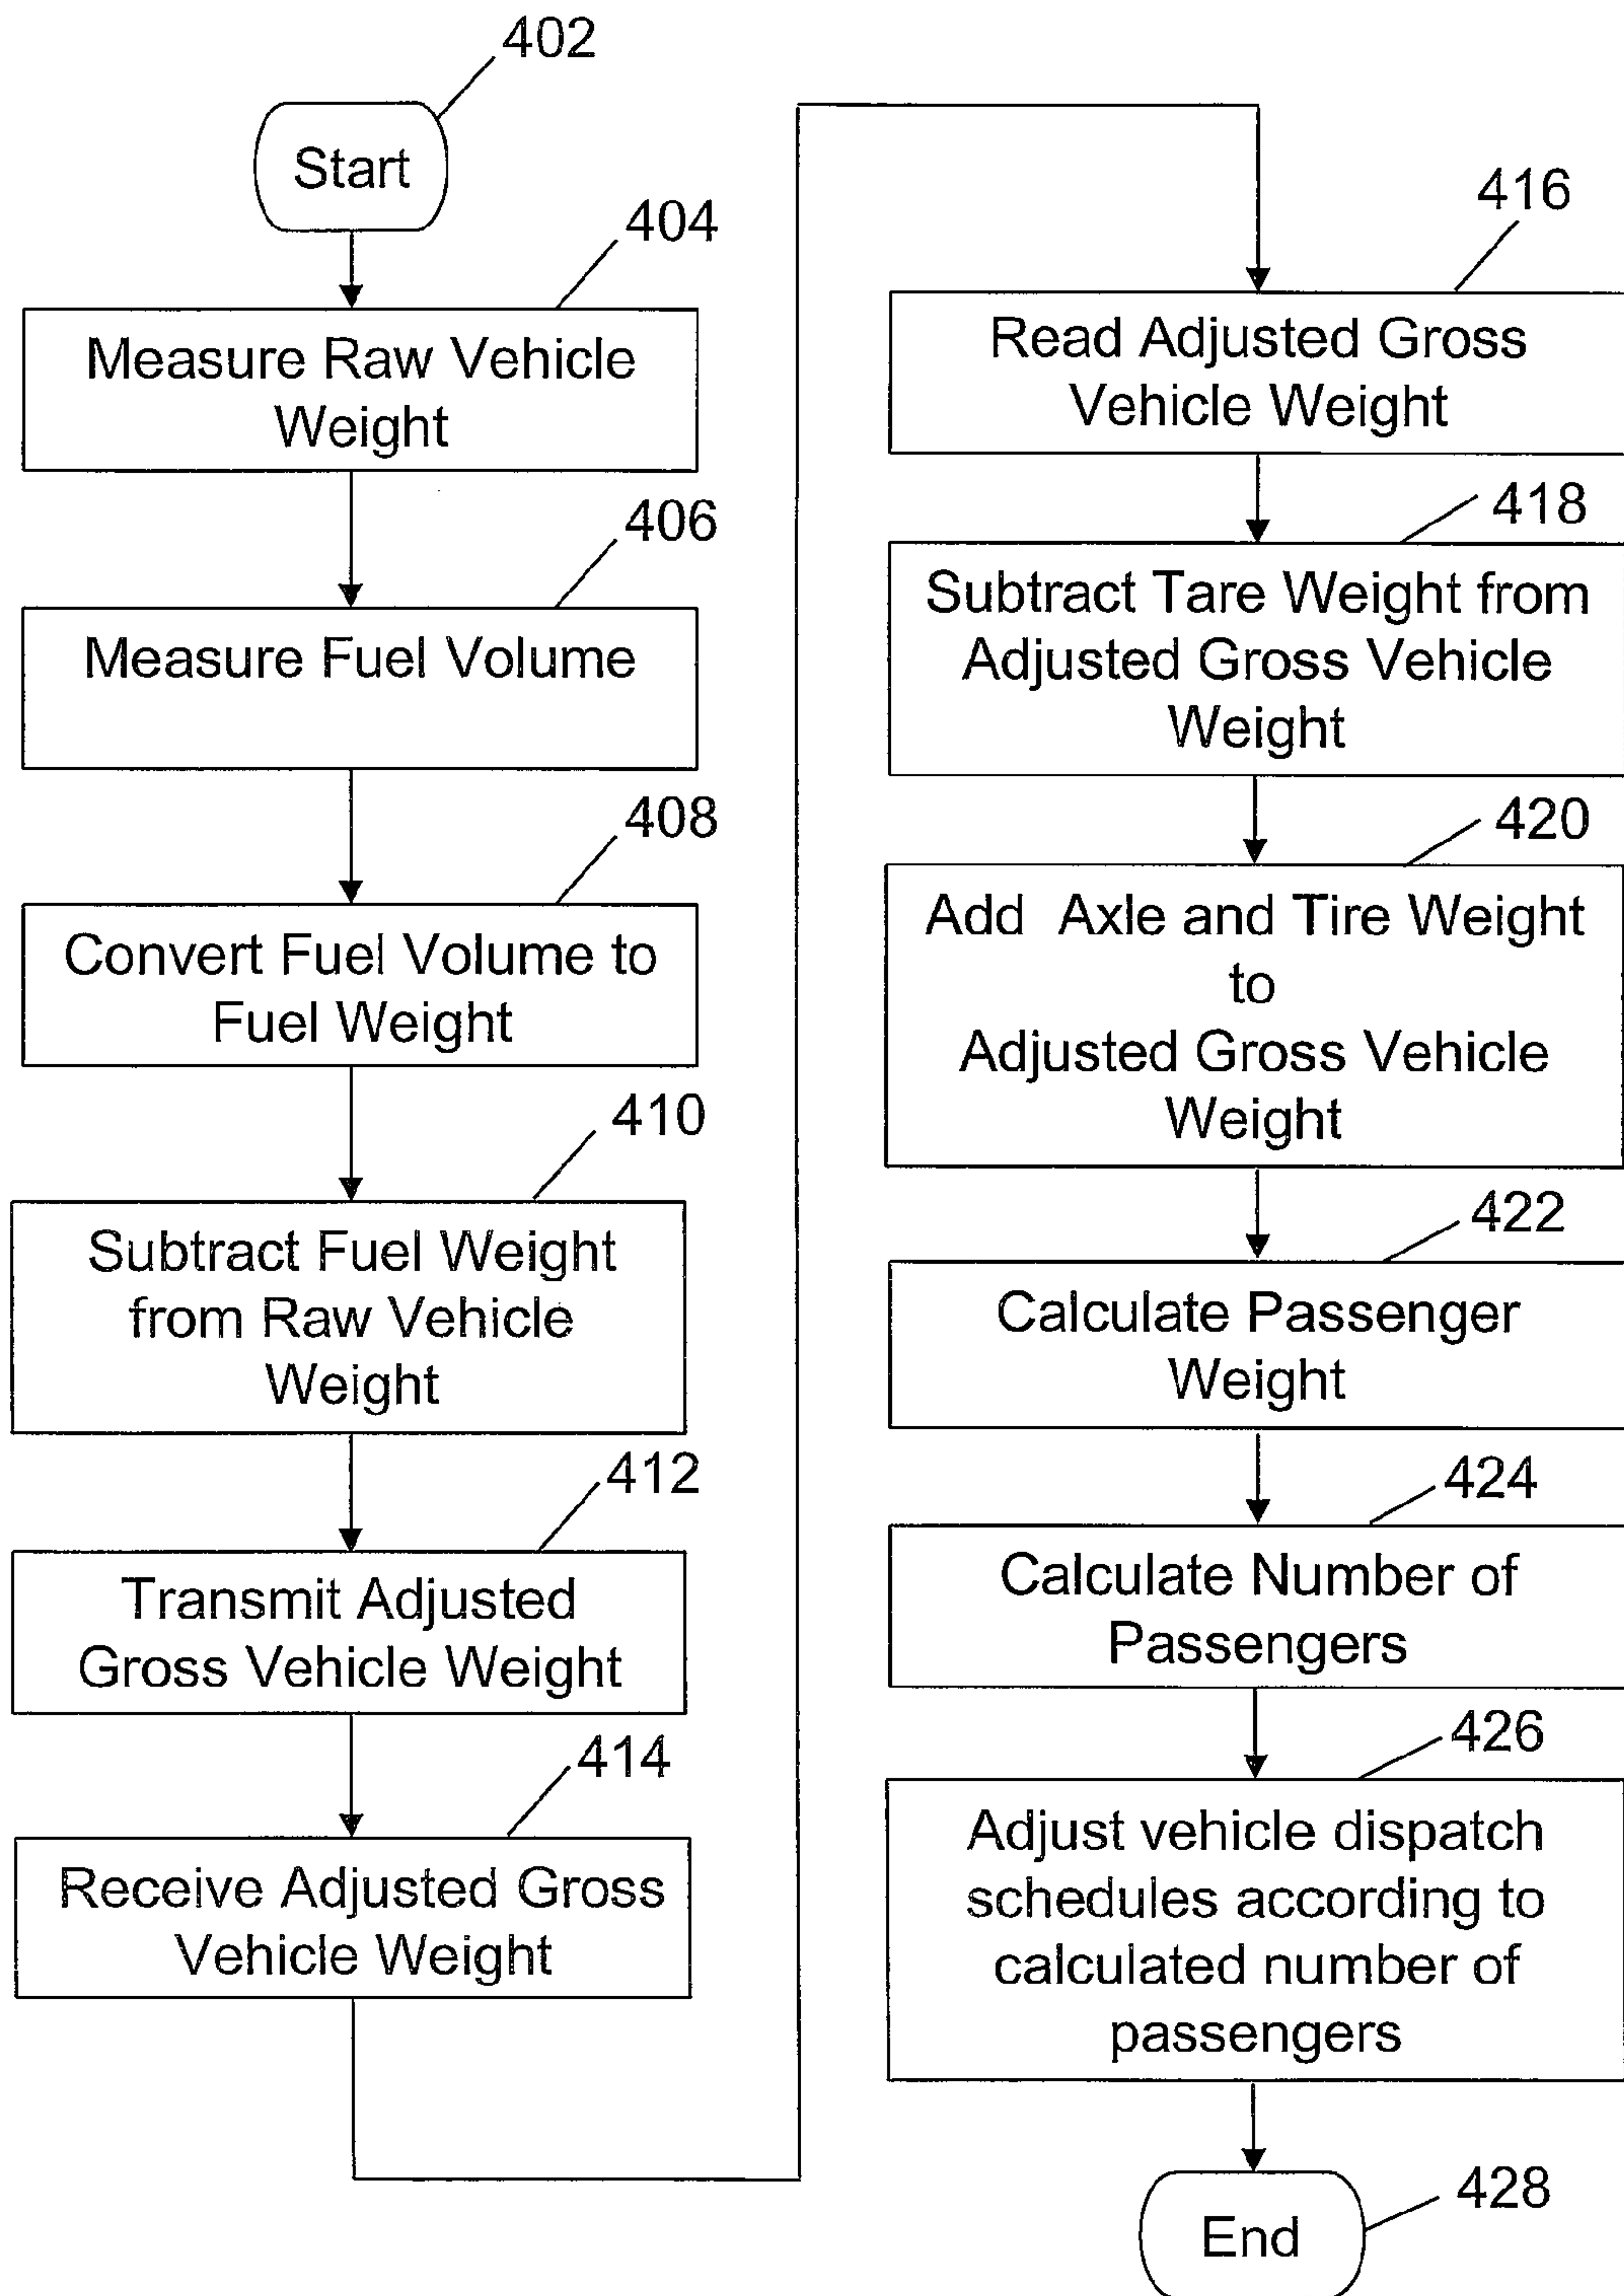 402
Start
404
Measure Raw Vehicle
Weight
406
Measure Fuel Volume
408
Convert Fuel Volume to
Fuel Weight
410
Subtract Fuel Weight
from Raw Vehicle
Weight
412
Transmit Adjusted
Gross Vehicle Weight
414
Receive Adjusted Gross
Vehicle Weight
416
Read Adjusted Gross
Vehicle Weight
418
Subtract Tare Weight from
Adjusted Gross Vehicle
Weight
420
Add Axle and Tire Weight
to
Adjusted Gross Vehicle
Weight
422
Calculate Passenger
Weight
424
Calculate Number of
Passengers
426
Adjust vehicle dispatch
schedules according to
calculated number of
passengers
428
End